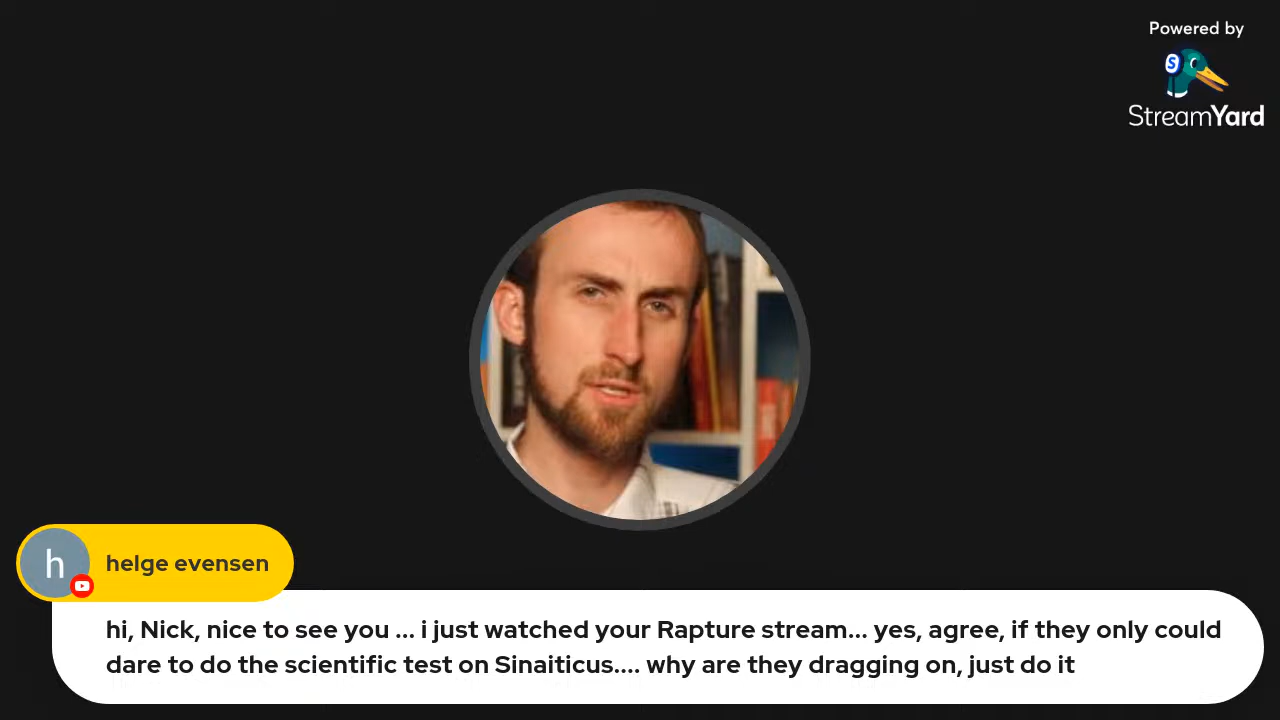 Powered by
S
StreamYard
h
helge evensen
hi, Nick, nice to see you ... i just watched your Rapture stream... yes, agree, if they only could
dare to do the scientific test on Sinaiticus.... why are they dragging on, just do it